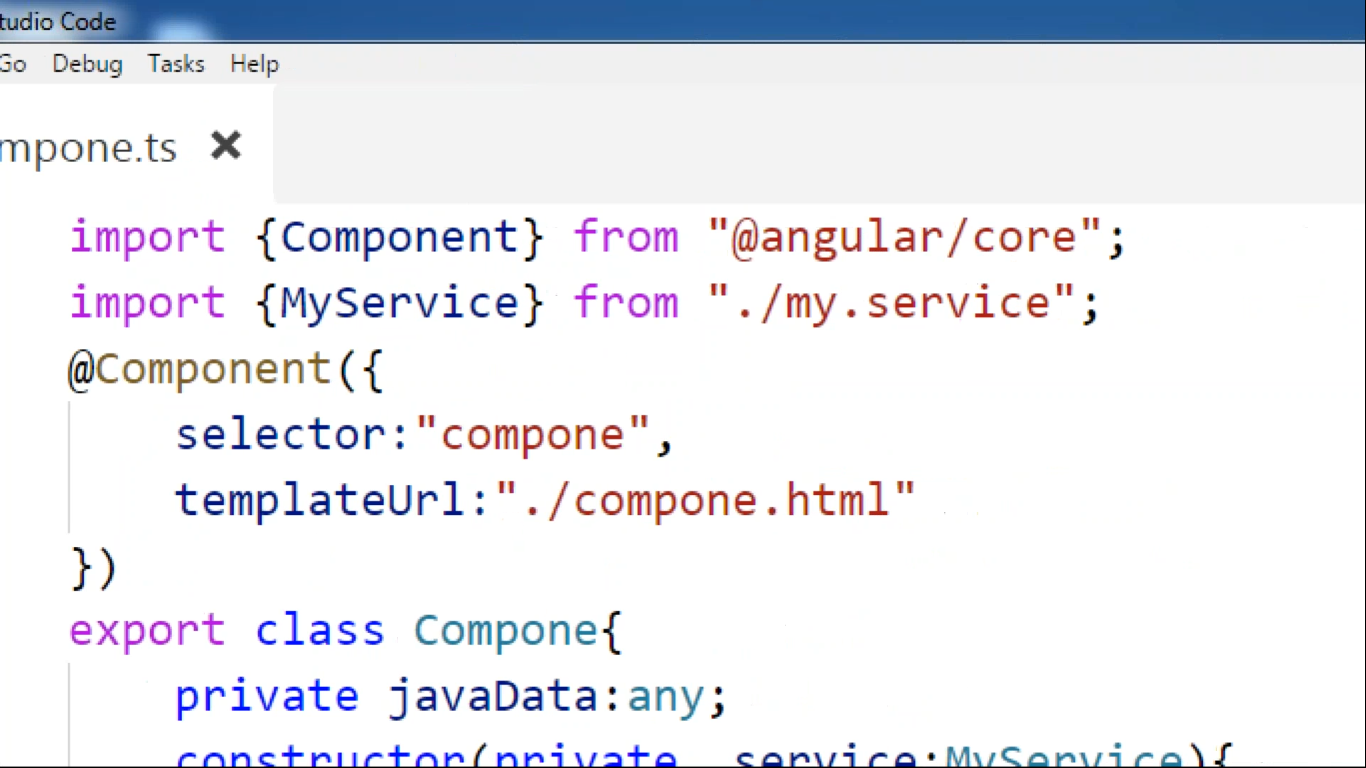 tudio Code
Go Debug Tasks Help
mpone.ts ✖
import {Component} from "@angular/core";
import {MyService} from "./my.service";
@Component({
    selector:"compone",
    templateUrl:"./compone.html"
})
export class Compone{
    private javaData:any;
    constructor(private _service:MyService){